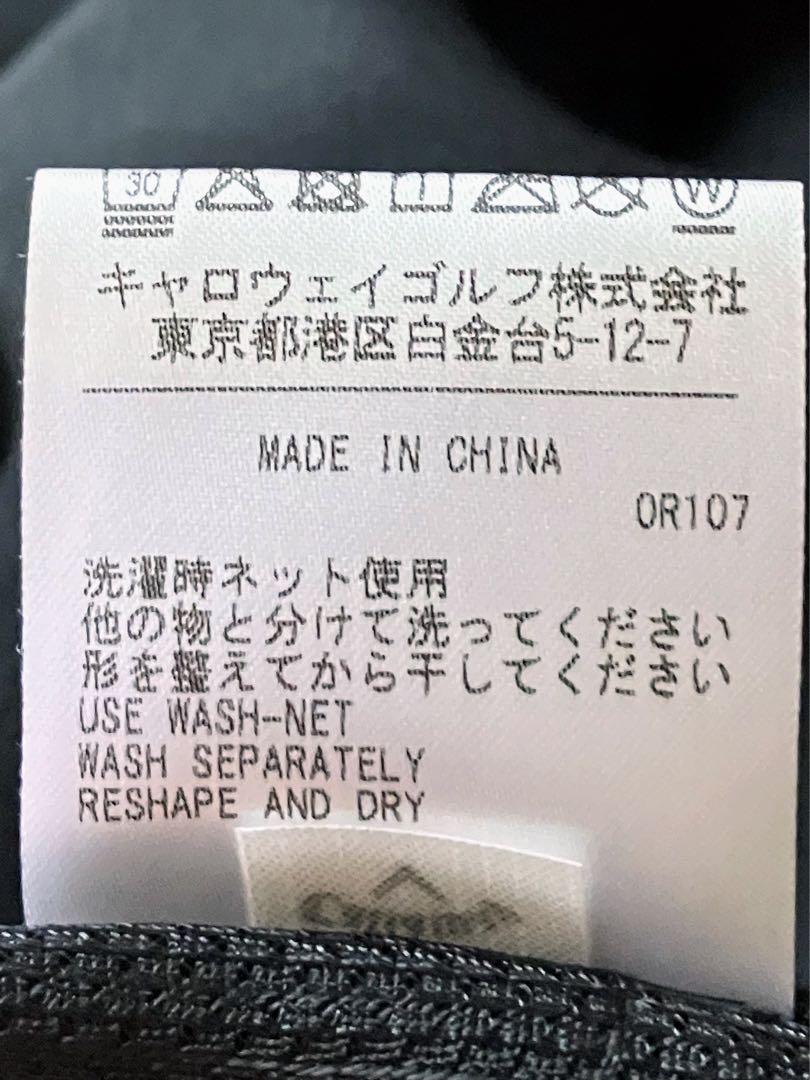 30
W
キャロウェイゴルフ株式会社
東京都港区白金台5-12-7
MADE IN CHINA
OR107
洗濯時ネット使用
他の物と分けて洗ってください
形を整えてから干してください
USE WASH-NET
WASH SEPARATELY
RESHAPE AND DRY